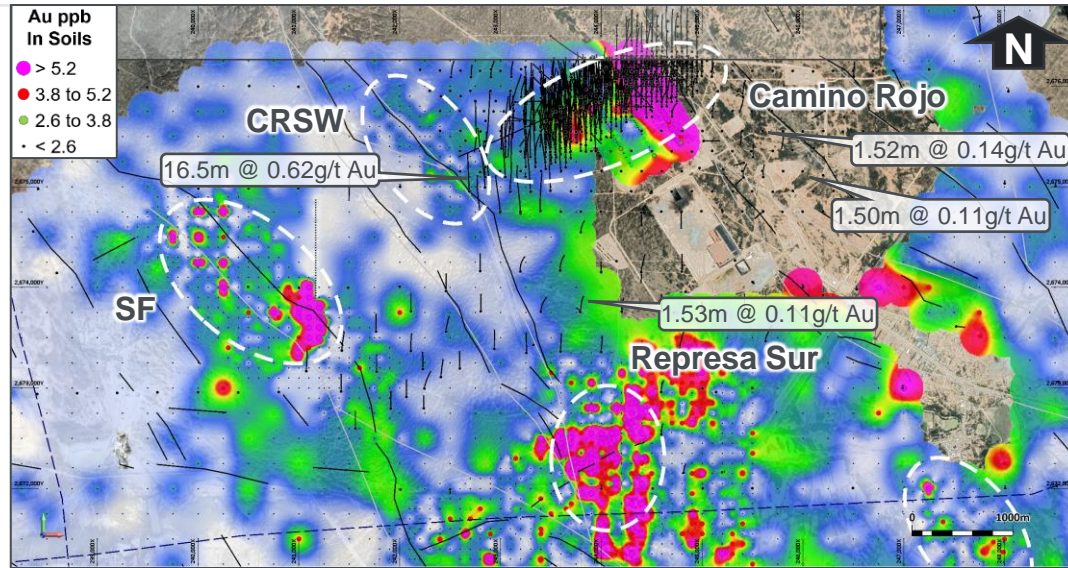 Au ppb
In Soils
> 5.2
3.8 to 5.2
2.6 to 3.8
< 2.6
N
CRSW
Camino Rojo
1.52m @ 0.14g/t Au
16.5m @ 0.62g/t Au
1.50m @ 0.11g/t Au
SF
1.53m @ 0.11g/t Au
Represa Sur
0
1000m